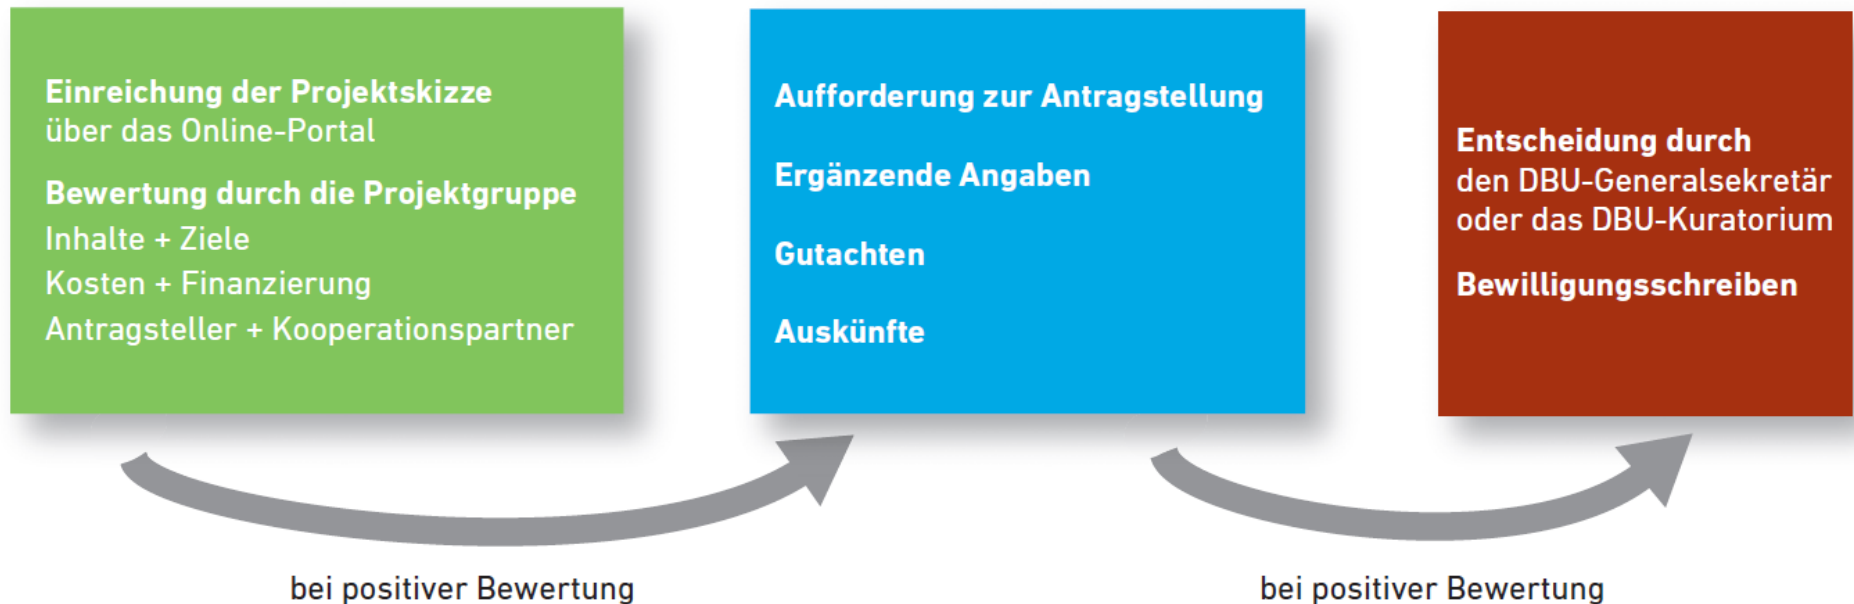 Einreichung der Projektskizze
über das Online-Portal
Bewertung durch die Projektgruppe
Inhalte + Ziele
Kosten + Finanzierung
Antragsteller + Kooperationspartner
Aufforderung zur Antragstellung
Ergänzende Angaben
Gutachten
Auskünfte
Entscheidung durch
den DBU-Generalsekretär
oder das DBU-Kuratorium
Bewilligungsschreiben
bei positiver Bewertung
bei positiver Bewertung